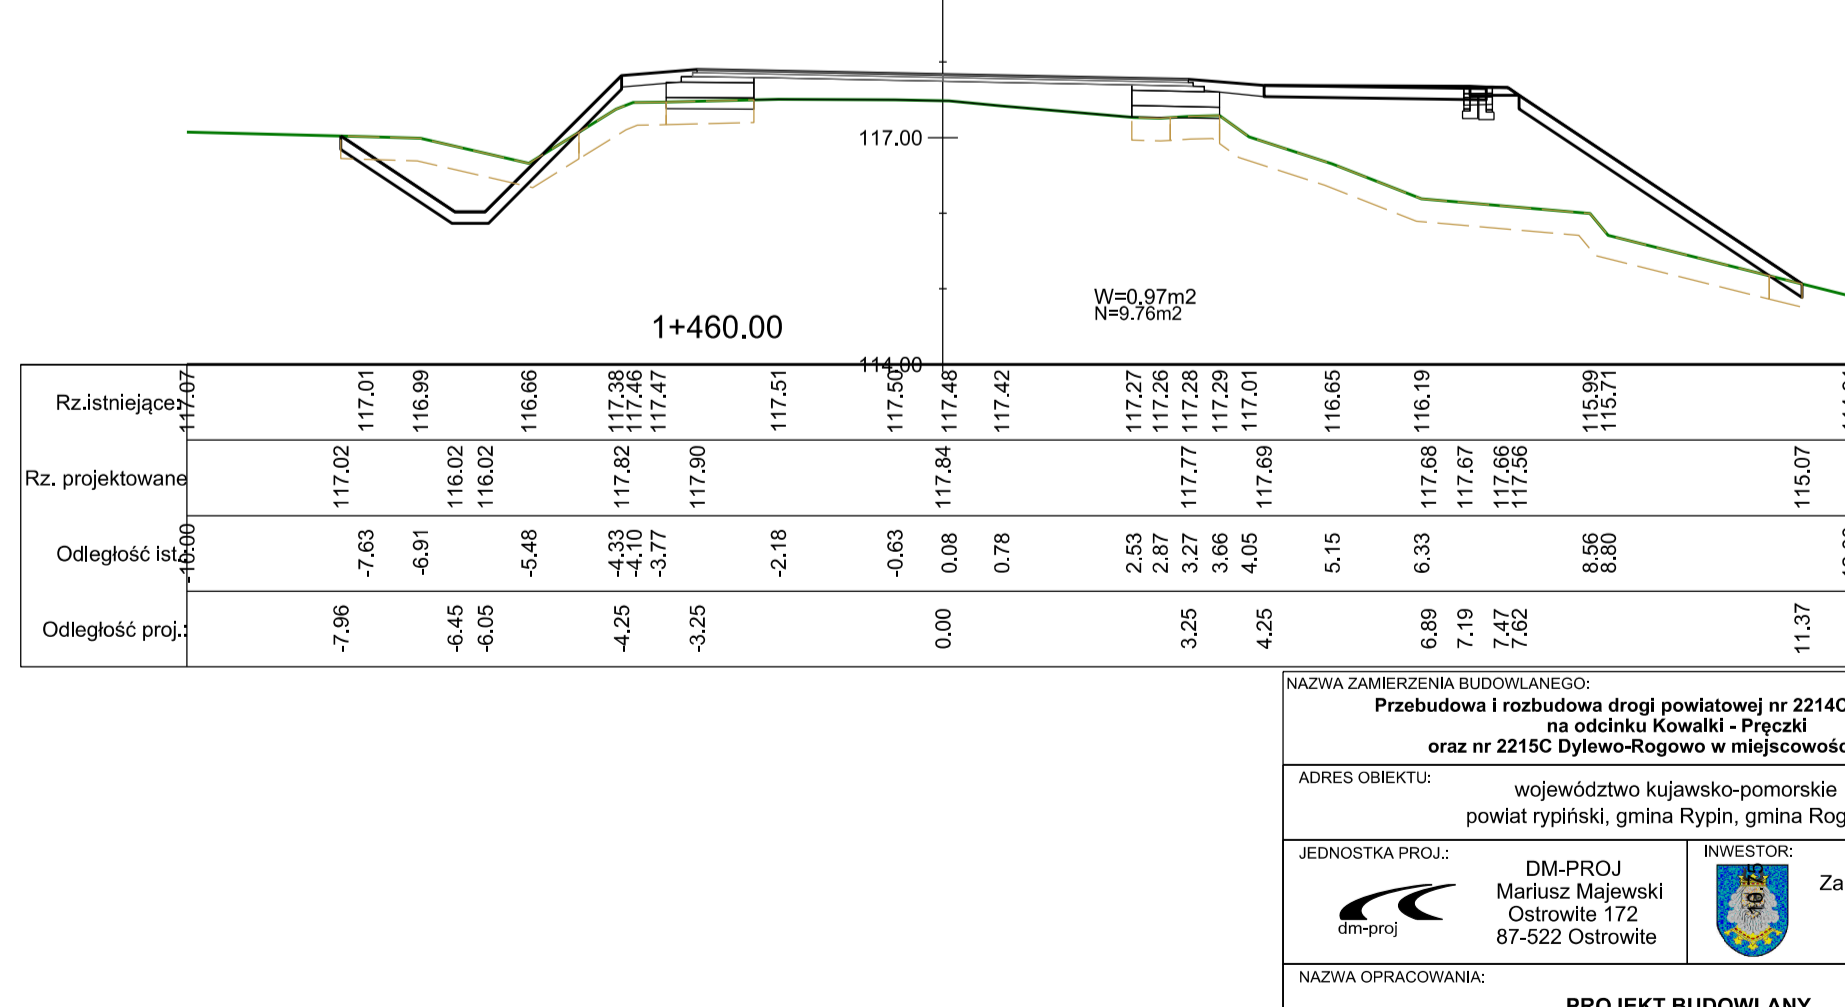 117.00
W=0.97m2
N=9.76m2
1+460.00
114.00
Rz.istniejące: 117.07 117.01 116.99 116.66 117.38 117.46 117.47 117.51 117.50 117.48 117.42 117.27 117.26 117.28 117.29 117.01 116.65 116.19 115.99 115.71
Rz. projektowane 117.02 116.02 116.02 117.82 117.90 117.84 117.77 117.69 117.68 117.67 117.66 117.56 115.07
Odległość ist.: -10.00 -7.63 -6.91 -5.48 -4.33 -4.10 -3.77 -2.18 -0.63 0.08 0.78 2.53 2.87 3.27 3.66 4.05 5.15 6.33 8.56 8.80
Odległość proj.: -7.96 -6.45 -6.05 -4.25 -3.25 0.00 3.25 4.25 6.89 7.19 7.47 7.62 11.37
NAZWA ZAMIERZENIA BUDOWLANEGO:
Przebudowa i rozbudowa drogi powiatowej nr 2214C
na odcinku Kowalki - Pręczki
oraz nr 2215C Dylewo-Rogowo w miejscowośc
ADRES OBIEKTU:
województwo kujawsko-pomorskie
powiat rypiński, gmina Rypin, gmina Rog
JEDNOSTKA PROJ.:
DM-PROJ
Mariusz Majewski
Ostrowite 172
87-522 Ostrowite
dm-proj
INWESTOR:
10.75
Za
NAZWA OPRACOWANIA:
PROJEKT BUDOWLANY